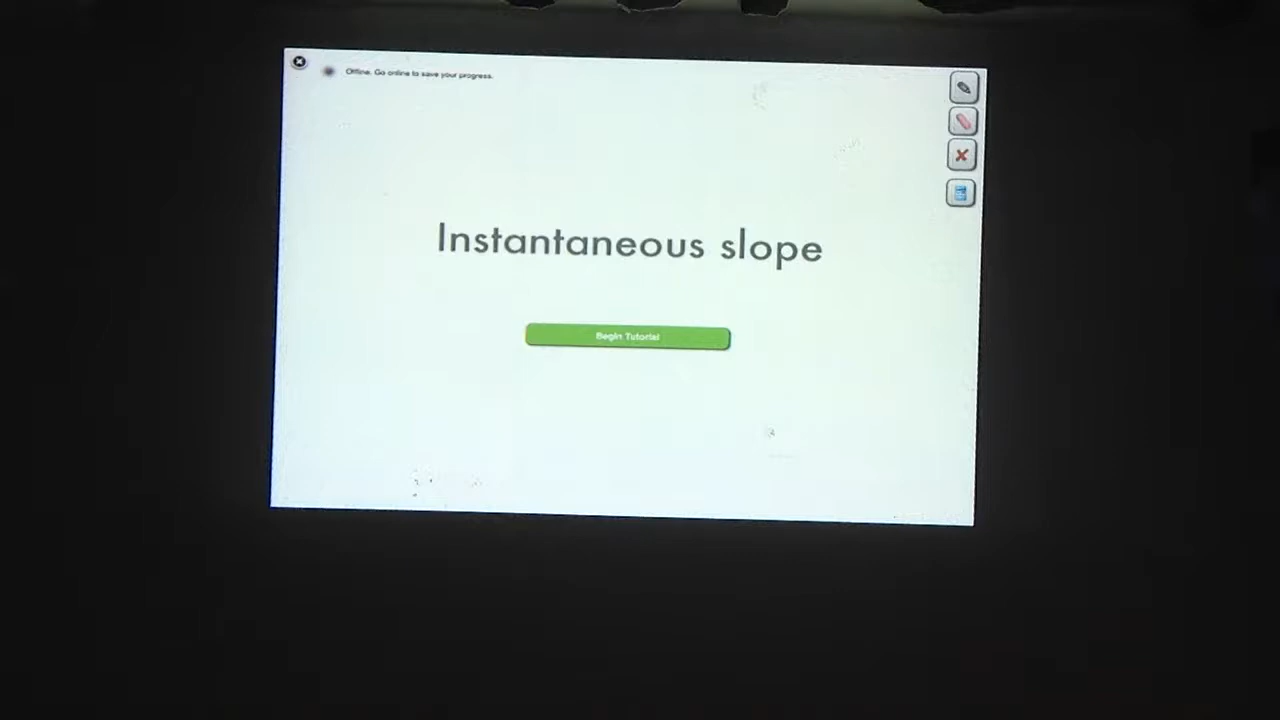 Offline. Go online to save your progress.
Instantaneous slope
Begin Tutorial